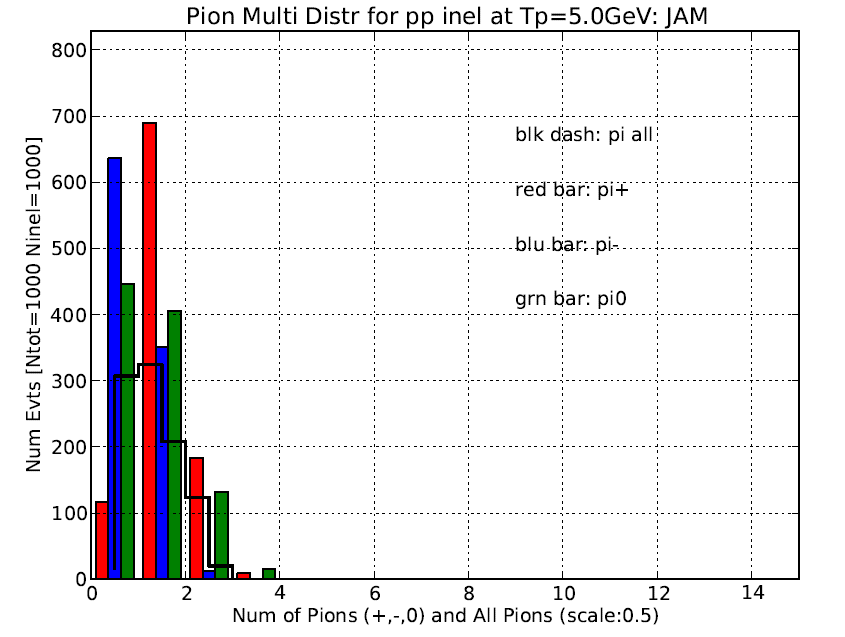 Pion Multi Distr for pp inel at Tp=5.0GeV: JAM
800
700
600
500
400
300
200
100
0
Num Evts [Ntot=1000 Ninel=1000]
blk dash: pi all
red bar: pi+
blu bar: pi-
grn bar: pi0
0 2 4 6 8 10 12 14
Num of Pions (+,-,0) and All Pions (scale:0.5)